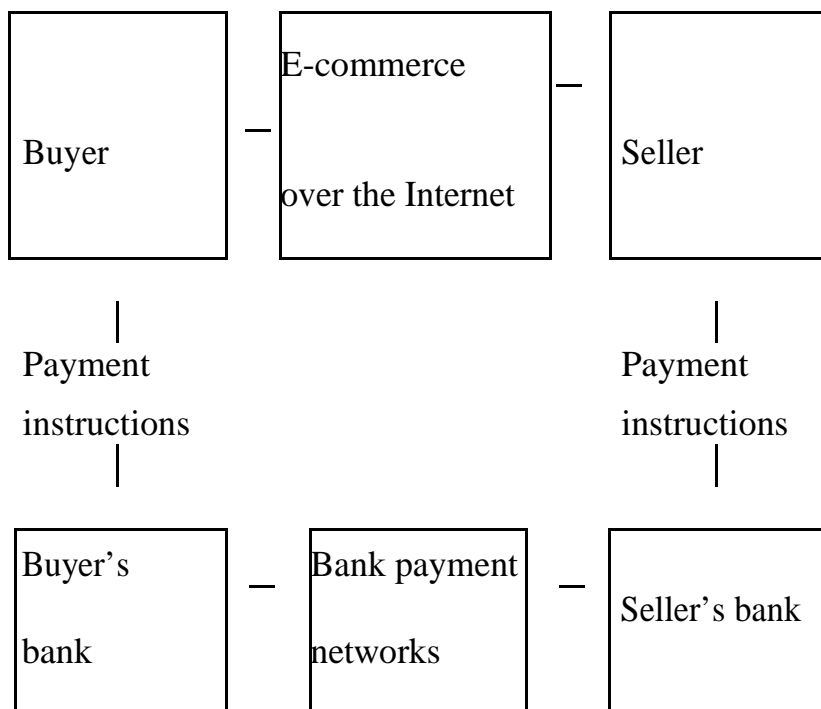 Buyer
E-commerce
over the Internet
Seller
Payment
instructions
Payment
instructions
Buyer’s
bank
Bank payment
networks
Seller’s bank